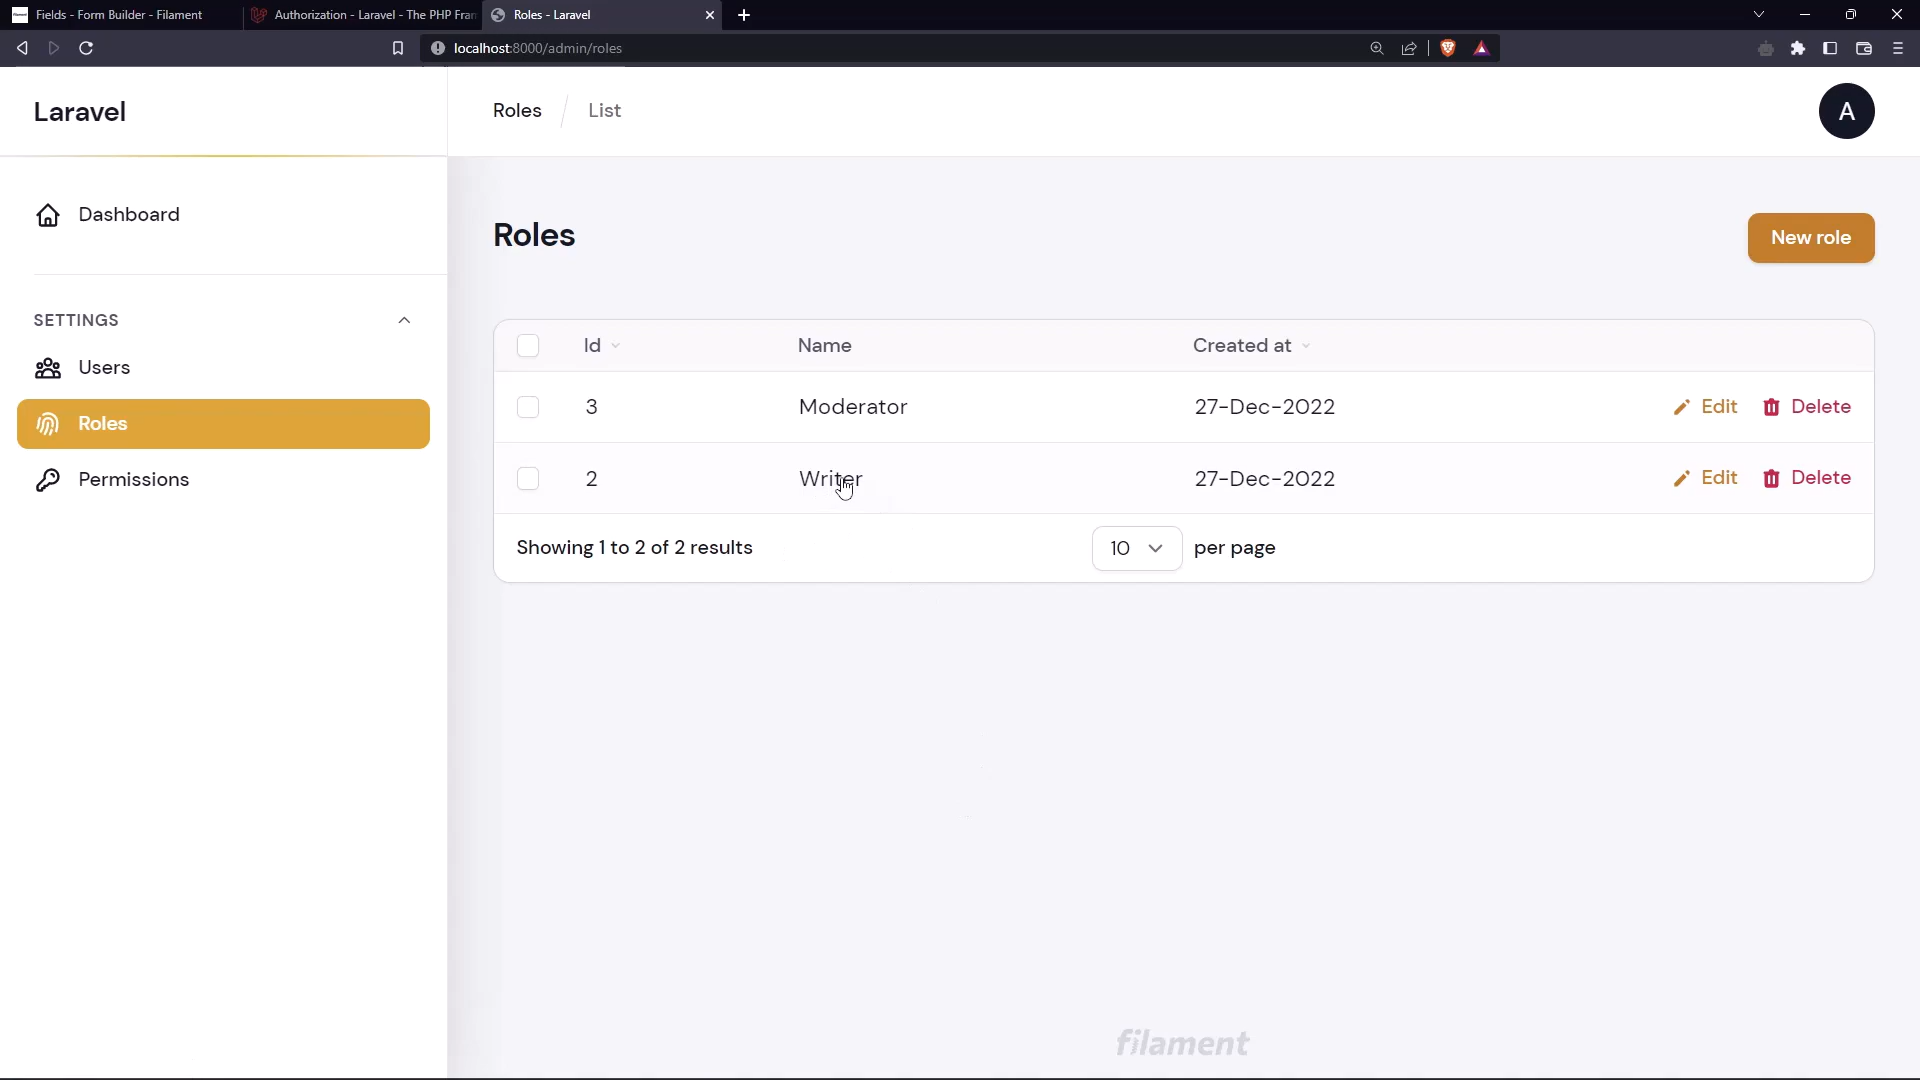 Fields - Form Builder - Filament
Authorization - Laravel - The PHP Fran
Roles - Laravel
localhost:8000/admin/roles
Laravel
Roles
List
A
Dashboard
Roles
New role
SETTINGS
Users
Roles
Permissions
Id
Name
Created at
3
Moderator
27-Dec-2022
Edit
Delete
2
Writer
27-Dec-2022
Edit
Delete
Showing 1 to 2 of 2 results
10
per page
filament